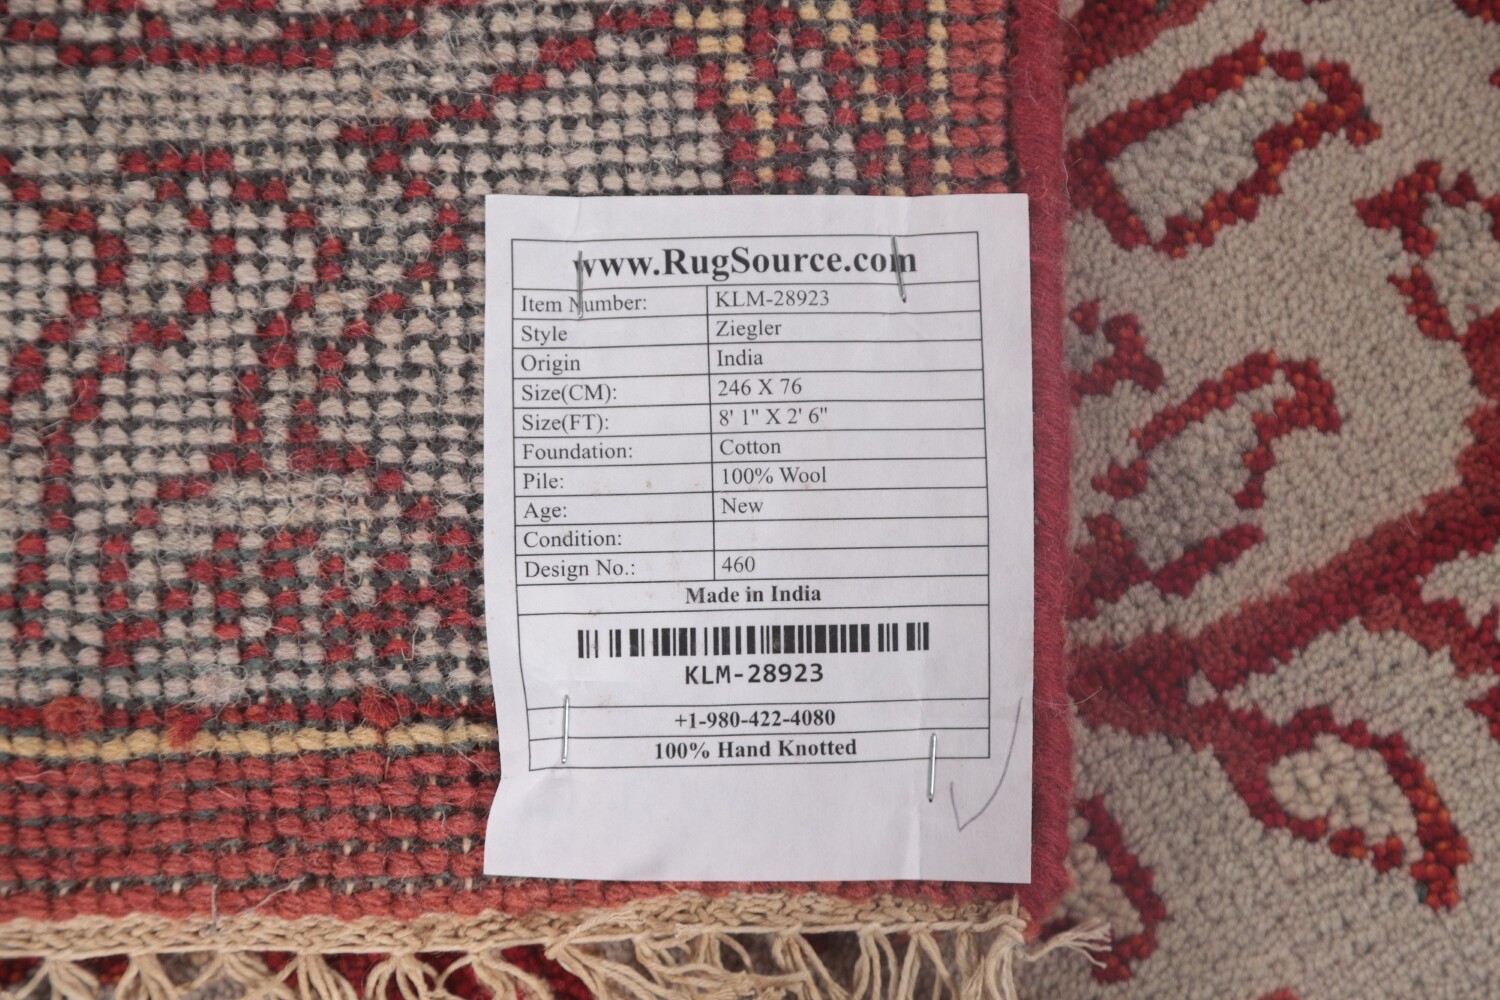 www.RugSource.com
Item Number: KLM-28923
Style Ziegler
Origin India
Size(CM): 246 X 76
Size(FT): 8' 1" X 2' 6"
Foundation: Cotton
Pile: 100% Wool
Age: New
Condition:
Design No.: 460
Made in India
KLM-28923
+1-980-422-4080
100% Hand Knotted